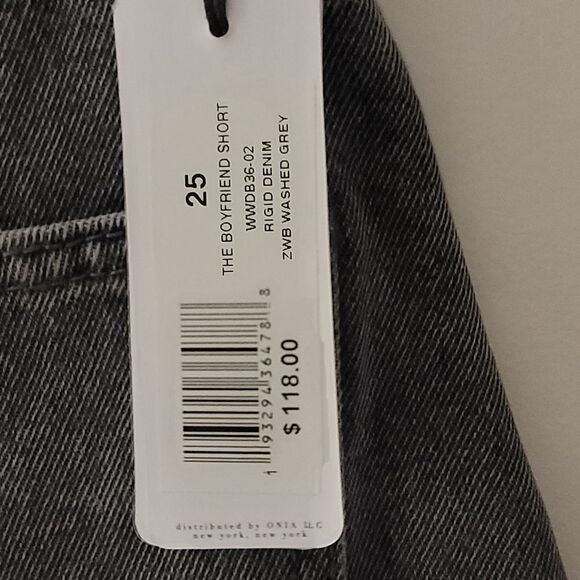 25
THE BOYFRIEND SHORT
WWDB36-02
RIGID DENIM
ZWB WASHED GREY
1 93294 36478 8
$118.00
distributed by ONIA LLC
new york, new york